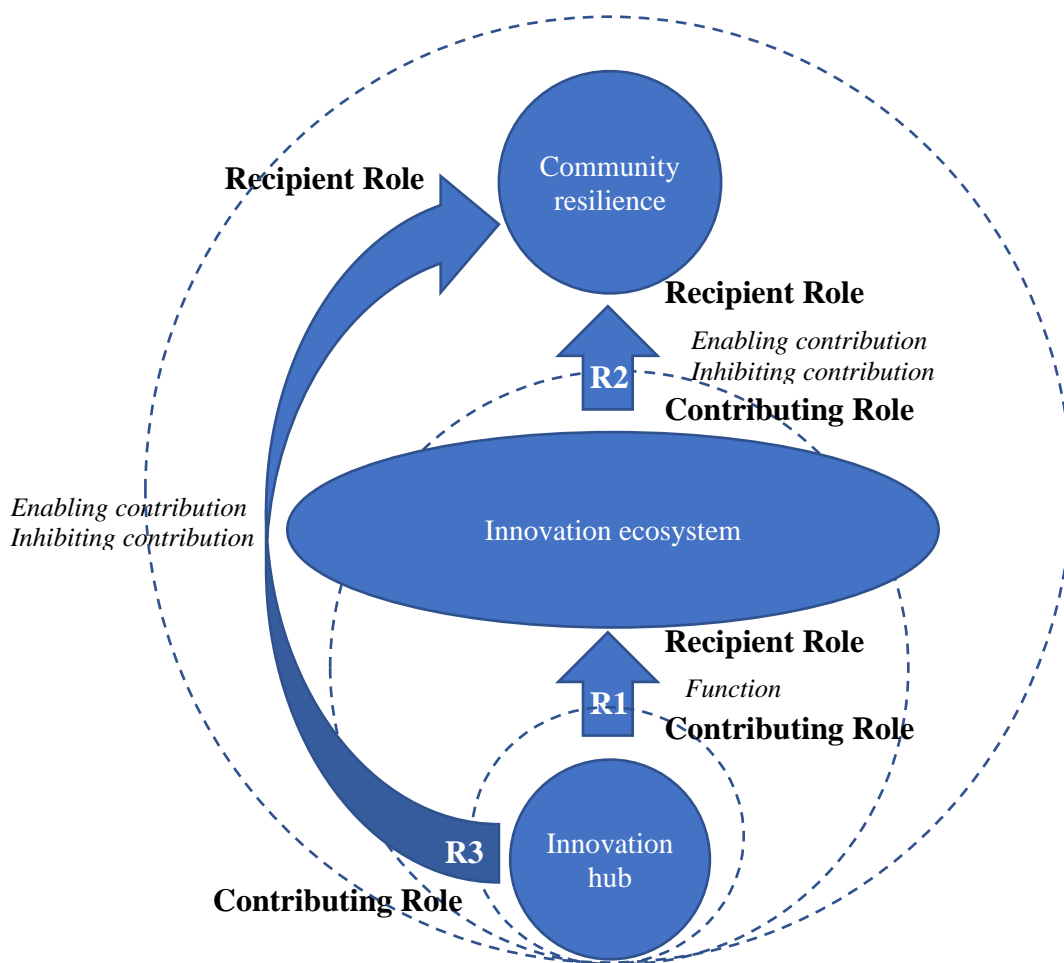 Community
resilience
Recipient Role
Recipient Role
Enabling contribution
Inhibiting contribution
R2
Contributing Role
Enabling contribution
Inhibiting contribution
Innovation ecosystem
Recipient Role
Function
R1
Contributing Role
Innovation
hub
R3
Contributing Role